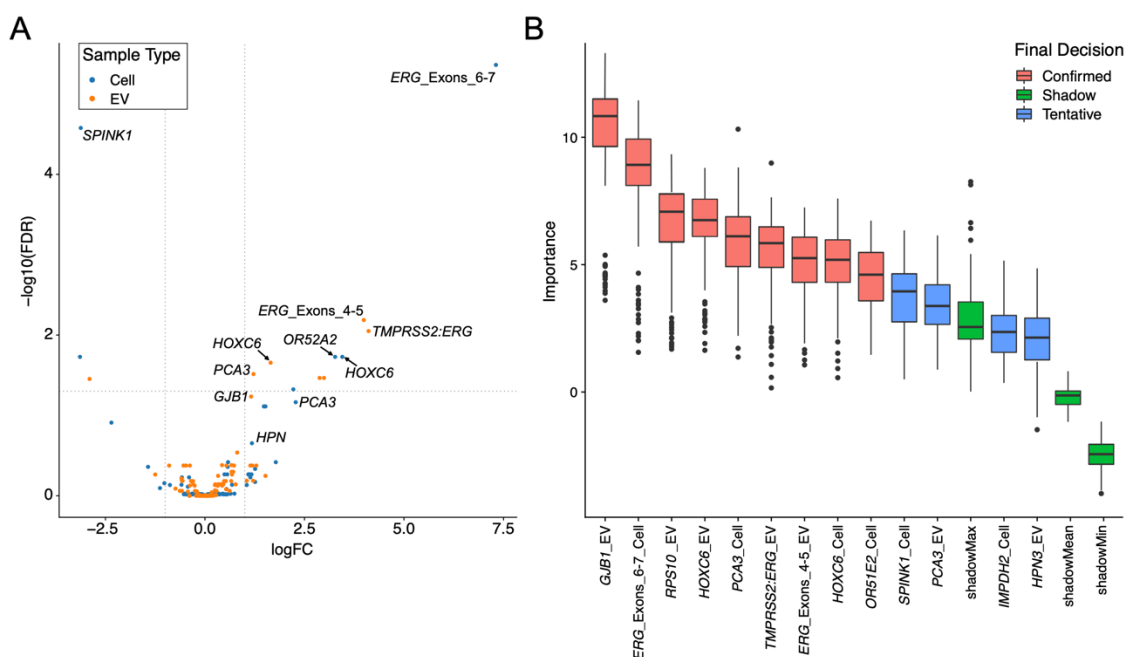 A
Sample Type
Cell
EV
ERG_Exons_6-7
SPINK1
ERG_Exons_4-5
TMPRSS2:ERG
OR52A2
HOXC6
HOXC6
PCA3
GJB1
PCA3
HPN
4
2
0
−log10(FDR)
−2.5
0.0
2.5
5.0
7.5
logFC
B
Final Decision
Confirmed
Shadow
Tentative
10
5
0
Importance
GJB1_EV
ERG_Exons_6-7_Cell
RPS10_EV
HOXC6_EV
PCA3_Cell
TMPRSS2:ERG_EV
ERG_Exons_4-5_EV
HOXC6_Cell
OR51E2_Cell
SPINK1_Cell
PCA3_EV
shadowMax
IMPDH2_Cell
HPN3_EV
shadowMean
shadowMin